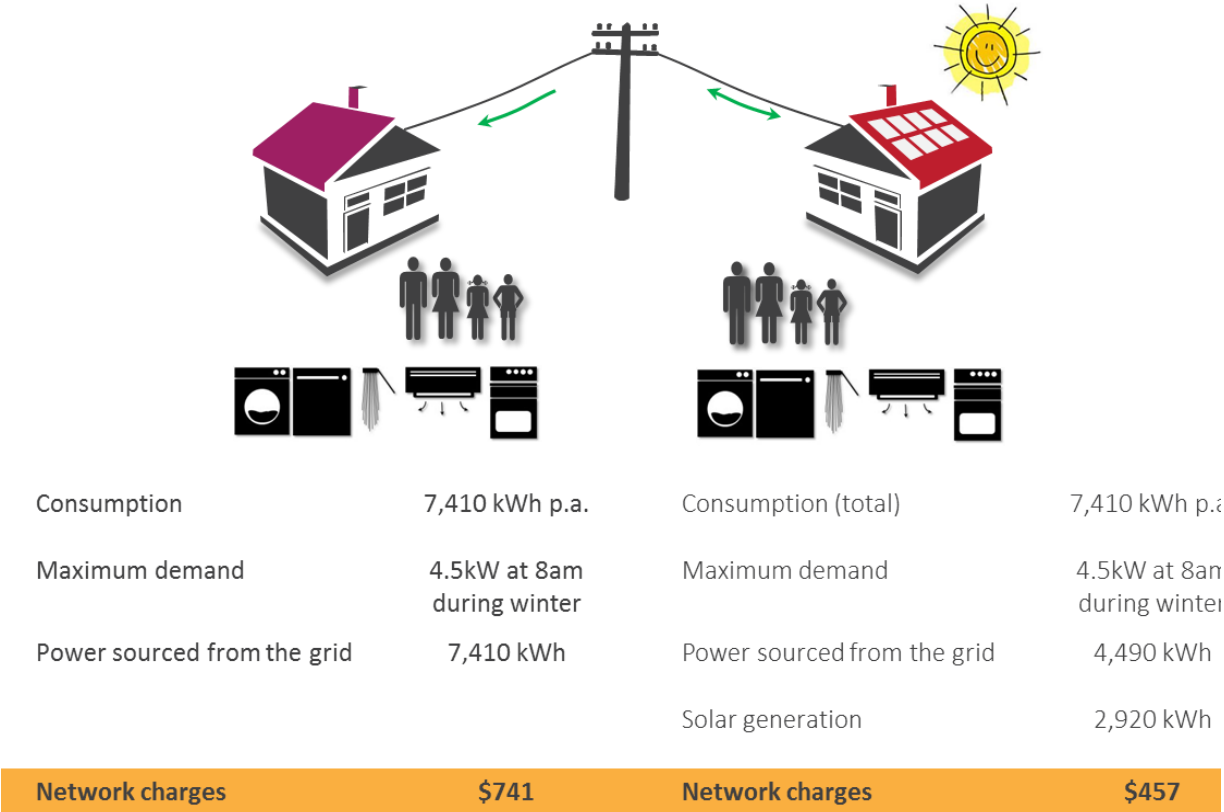 Consumption 7,410 kWh p.a. Consumption (total) 7,410 kWh
Maximum demand 4.5kW at 8am Maximum demand 4.5kW at
during winter during
Power sourced from the grid 7,410 kWh Power sourced from the grid 4,490 kWh
Solar generation 2,920 kWh
Network charges $741 Network charges $457